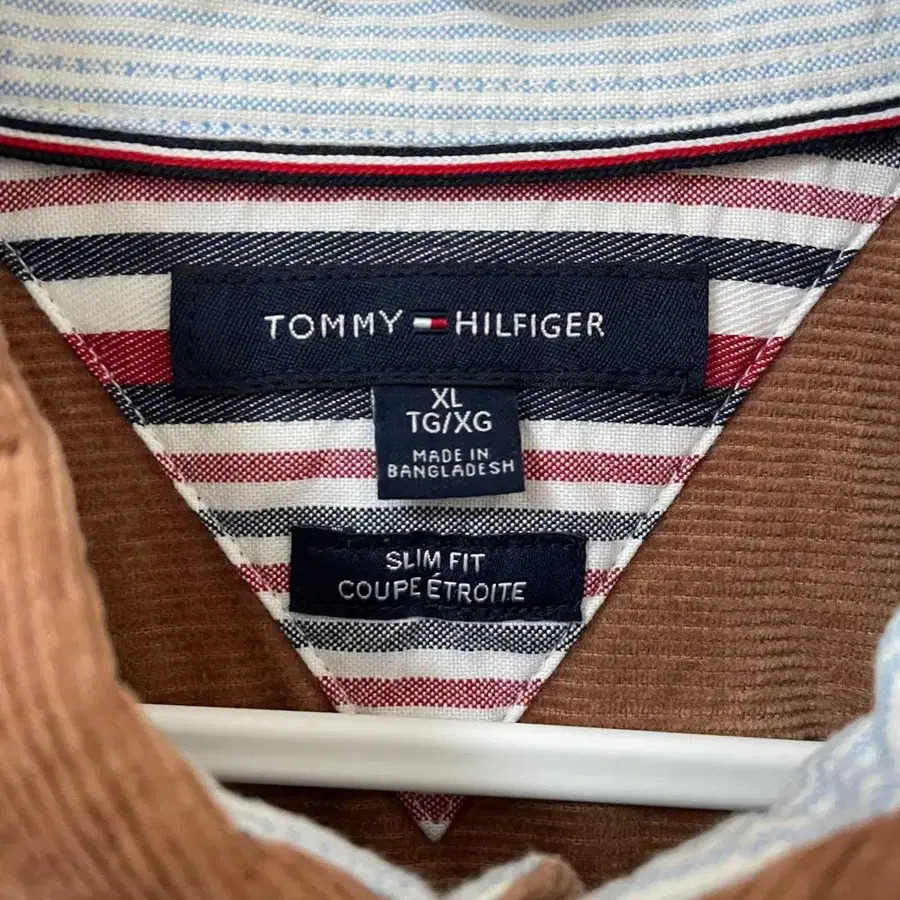 TOMMY HILFIGER
XL
TG/XG
MADE IN
BANGLADESH
SLIM FIT
COUPE ÉTROITE